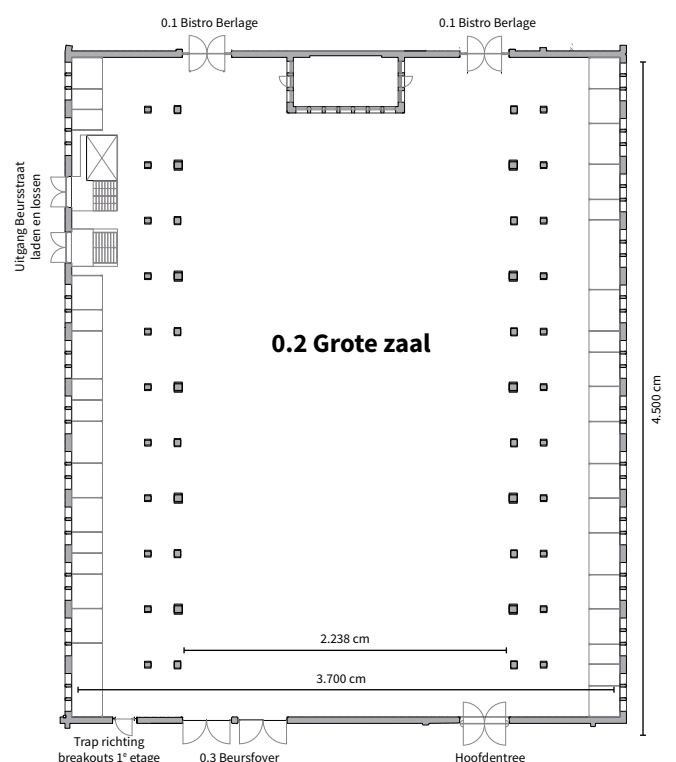 0.1 Bistro Berlage
0.1 Bistro Berlage
Uitgang Beursstraat
laden en lossen
0.2 Grote zaal
4.500 cm
2.238 cm
3.700 cm
Trap richting
breakouts 1e etage
0.3 Beursfoyer
Hoofdentree